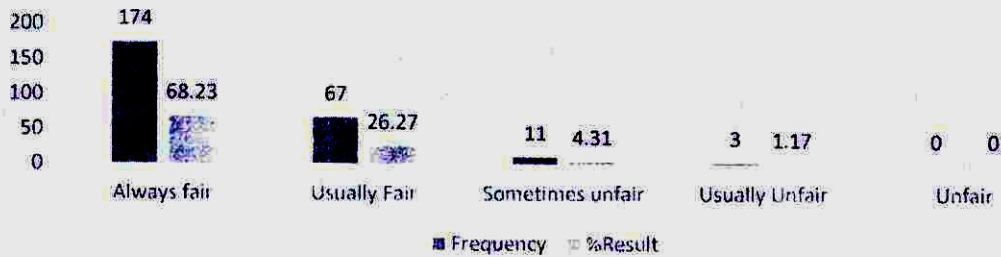 200
174
150
100
68.23
67
50
26.27
11
4.31
3
1.17
0
0
0
Always fair
Usually Fair
Sometimes unfair
Usually Unfair
Unfair
Frequency
%Result